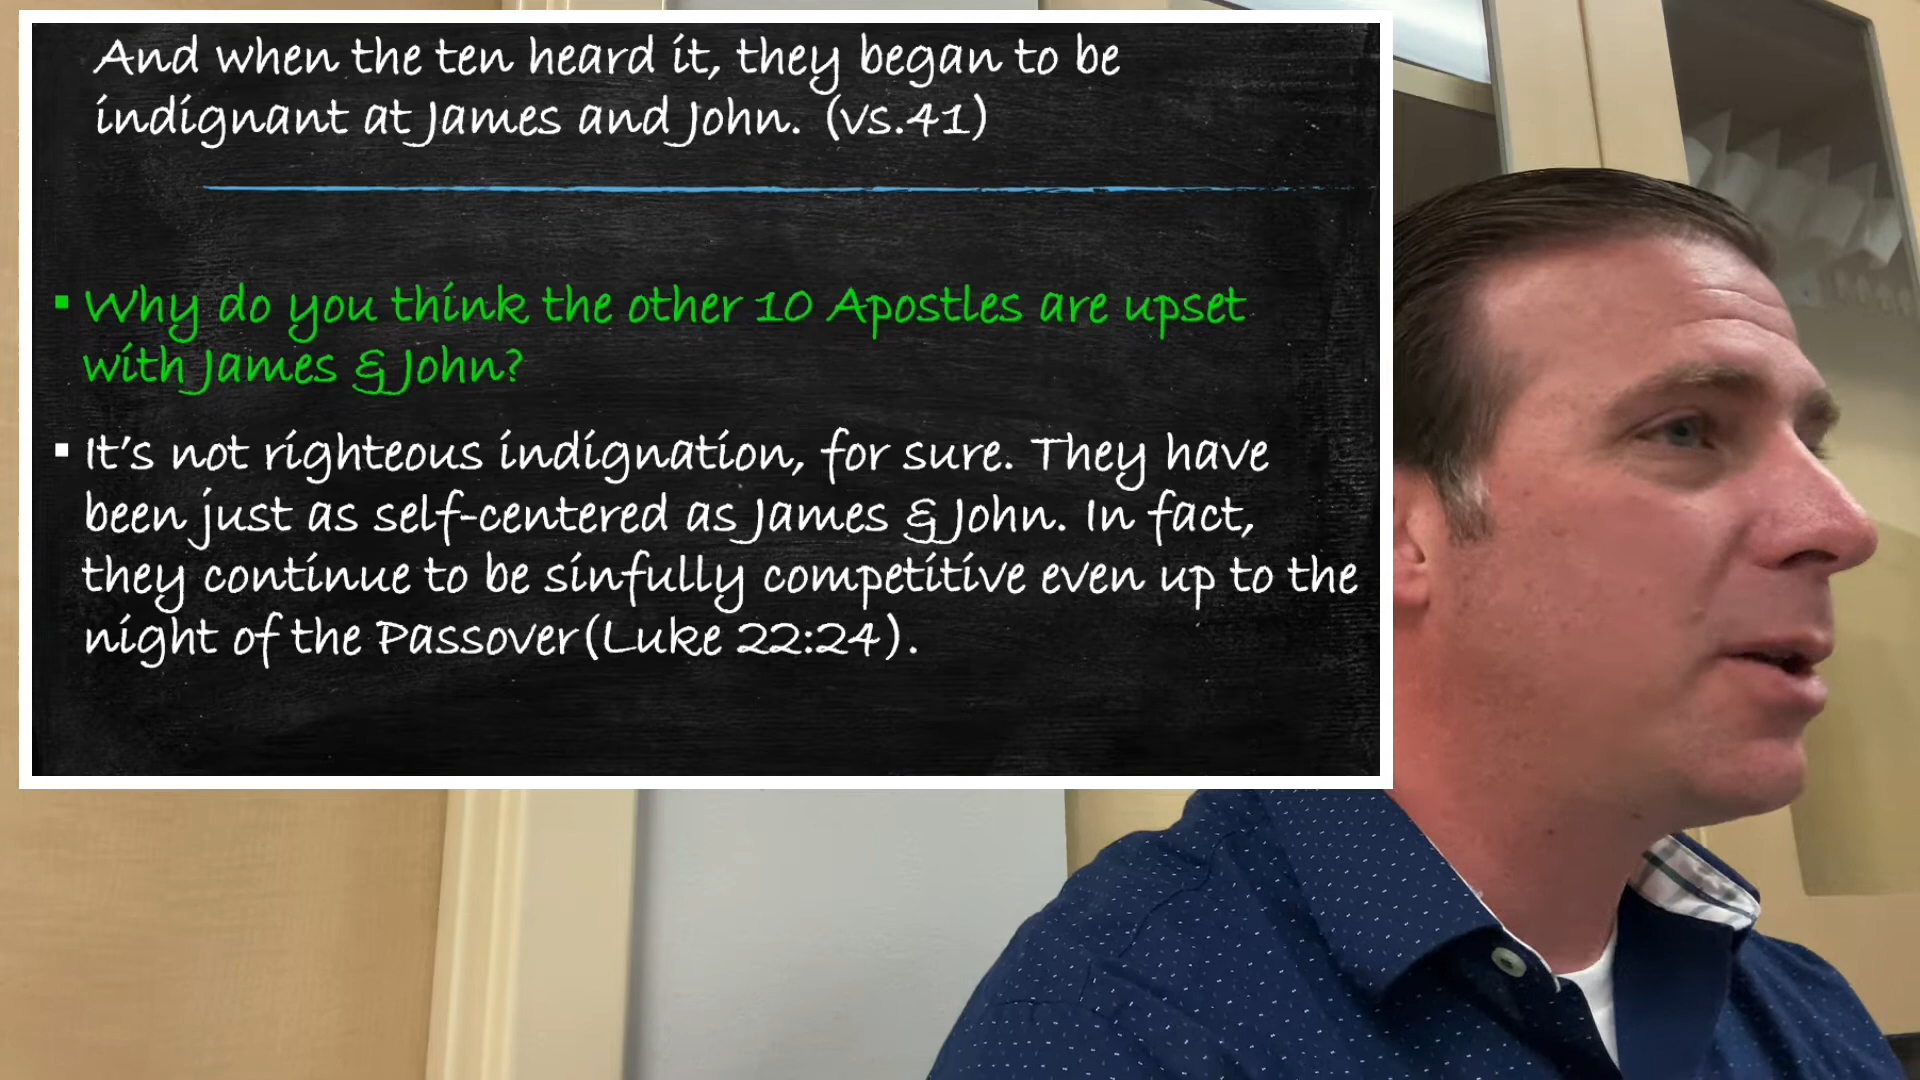 And when the ten heard it, they began to be
indignant at James and John. (vs.41)
▪ Why do you think the other 10 Apostles are upset
with James & John?
▪ It's not righteous indignation, for sure. They have
been just as self-centered as James & John. In fact,
they continue to be sinfully competitive even up to the
night of the Passover (Luke 22:24).